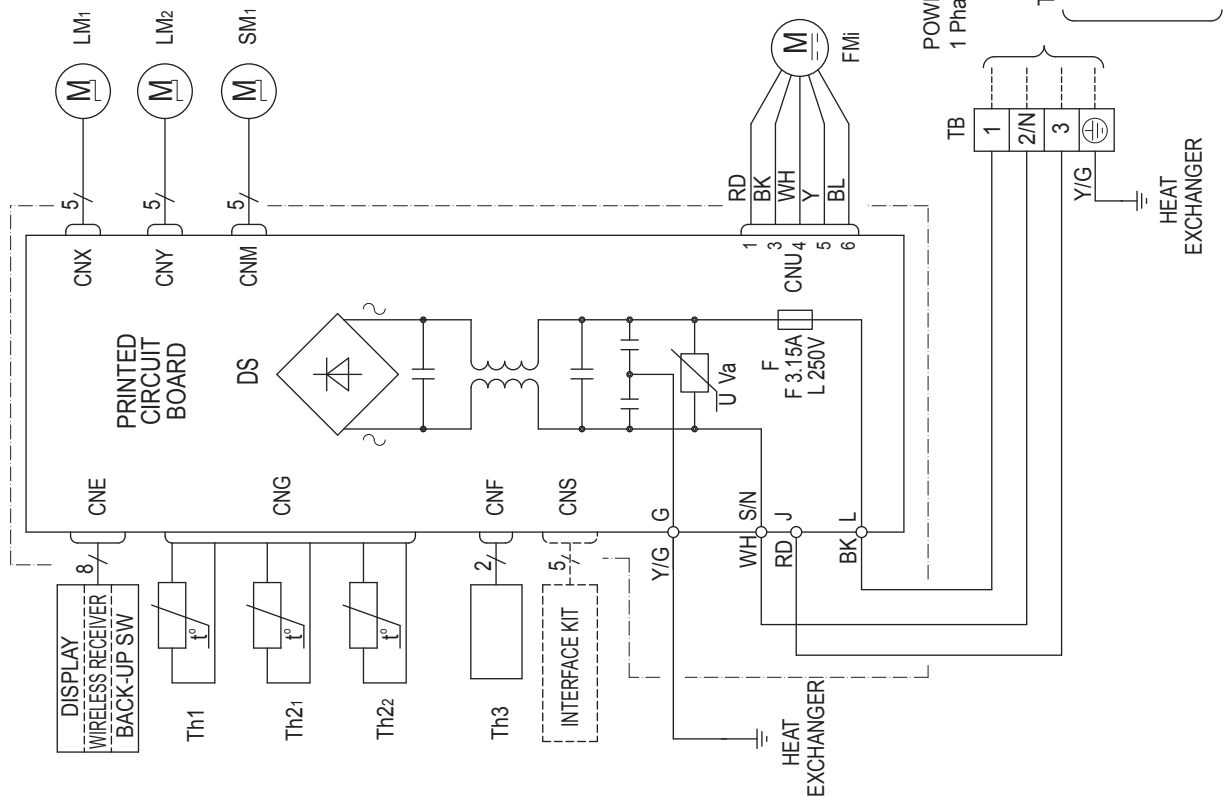 LM1
LM2
SM1
M
M
M
5
5
5
CNX
CNY
CNM
PRINTED
CIRCUIT
BOARD
DS
CNE
CNG
CNF
CNS
8
2
5
DISPLAY
WIRELESS RECEIVER
BACK-UP SW
t°
t°
t°
Th1
Th21
Th22
Th3
INTERFACE KIT
M
FMi
RD
BK
WH
Y
BL
1
3
4
5
6
CNU
F
F 3.15A
L 250V
U
Va
G
S/N
J
L
Y/G
WH
RD
BK
HEAT
EXCHANGER
TB
1
2/N
3
Y/G
HEAT
EXCHANGER
1